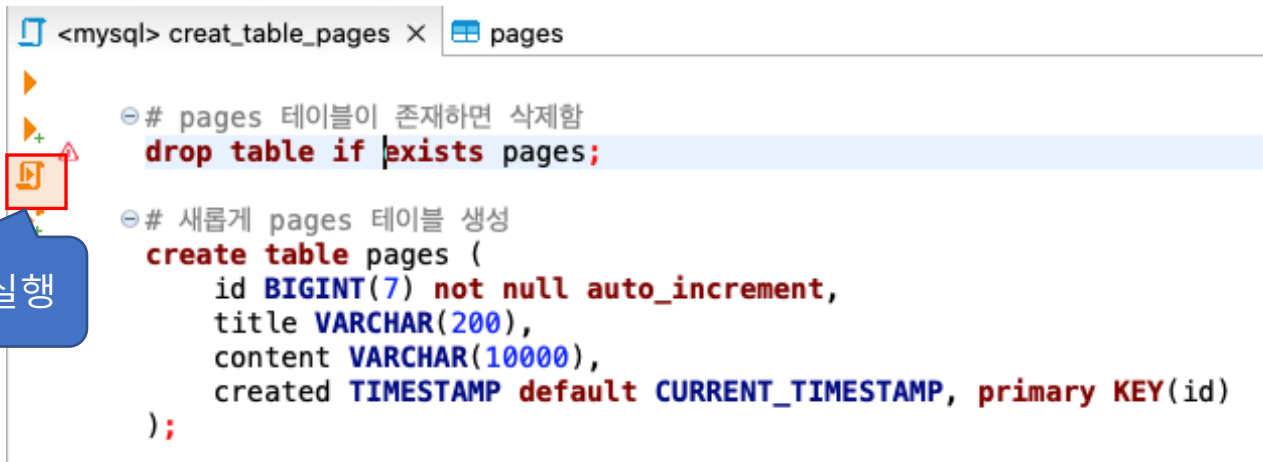 <mysql> creat_table_pages
pages
# pages 테이블이 존재하면 삭제함
drop table if exists pages;
# 새롭게 pages 테이블 생성
create table pages (
실행
id BIGINT(7) not null auto_increment,
title VARCHAR(200),
content VARCHAR(10000),
created TIMESTAMP default CURRENT_TIMESTAMP, primary KEY(id)
);